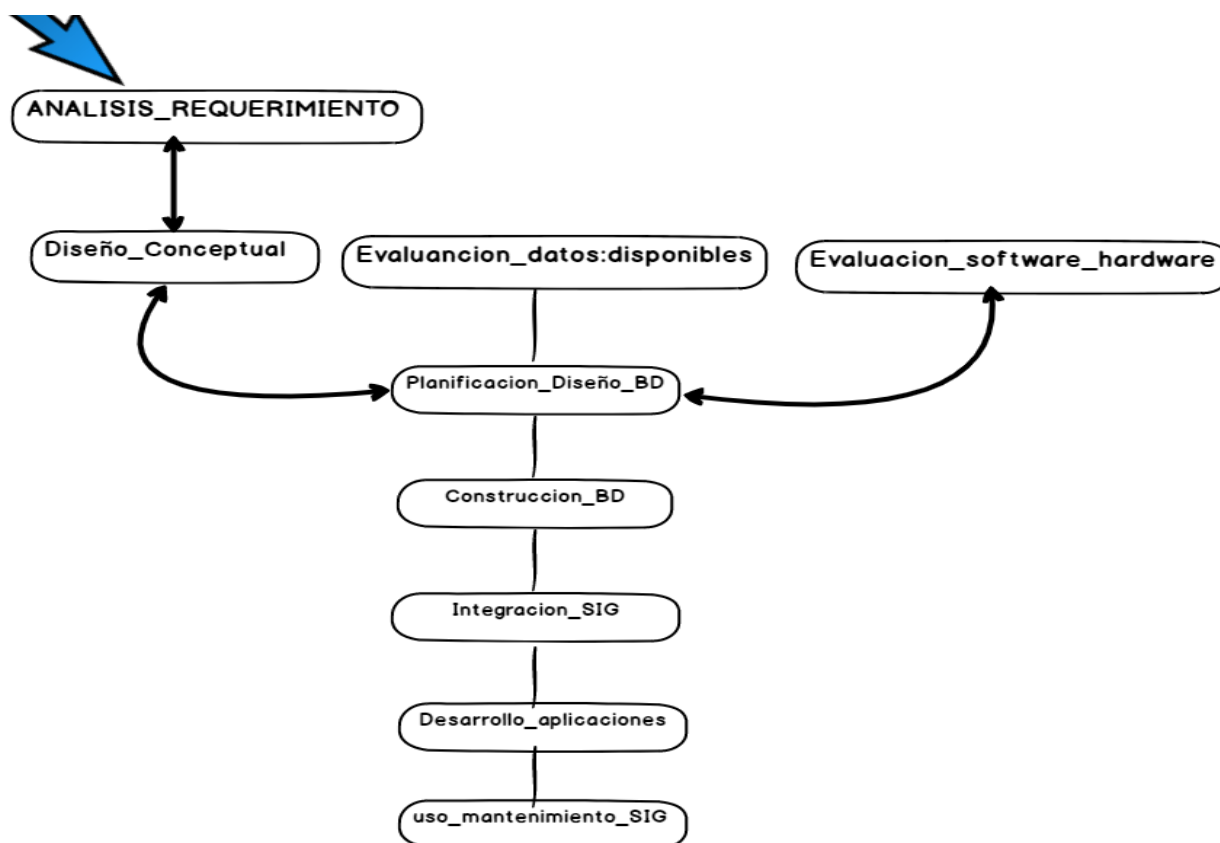 ANALISIS_REQUERIMIENTO
Diseño_Conceptual
Evaluancion_datos:disponibles
Evaluacion_software_hardware
Planificacion_Diseño_BD
Construccion_BD
Integracion_SIG
Desarrollo_aplicaciones
uso_mantenimiento_SIG